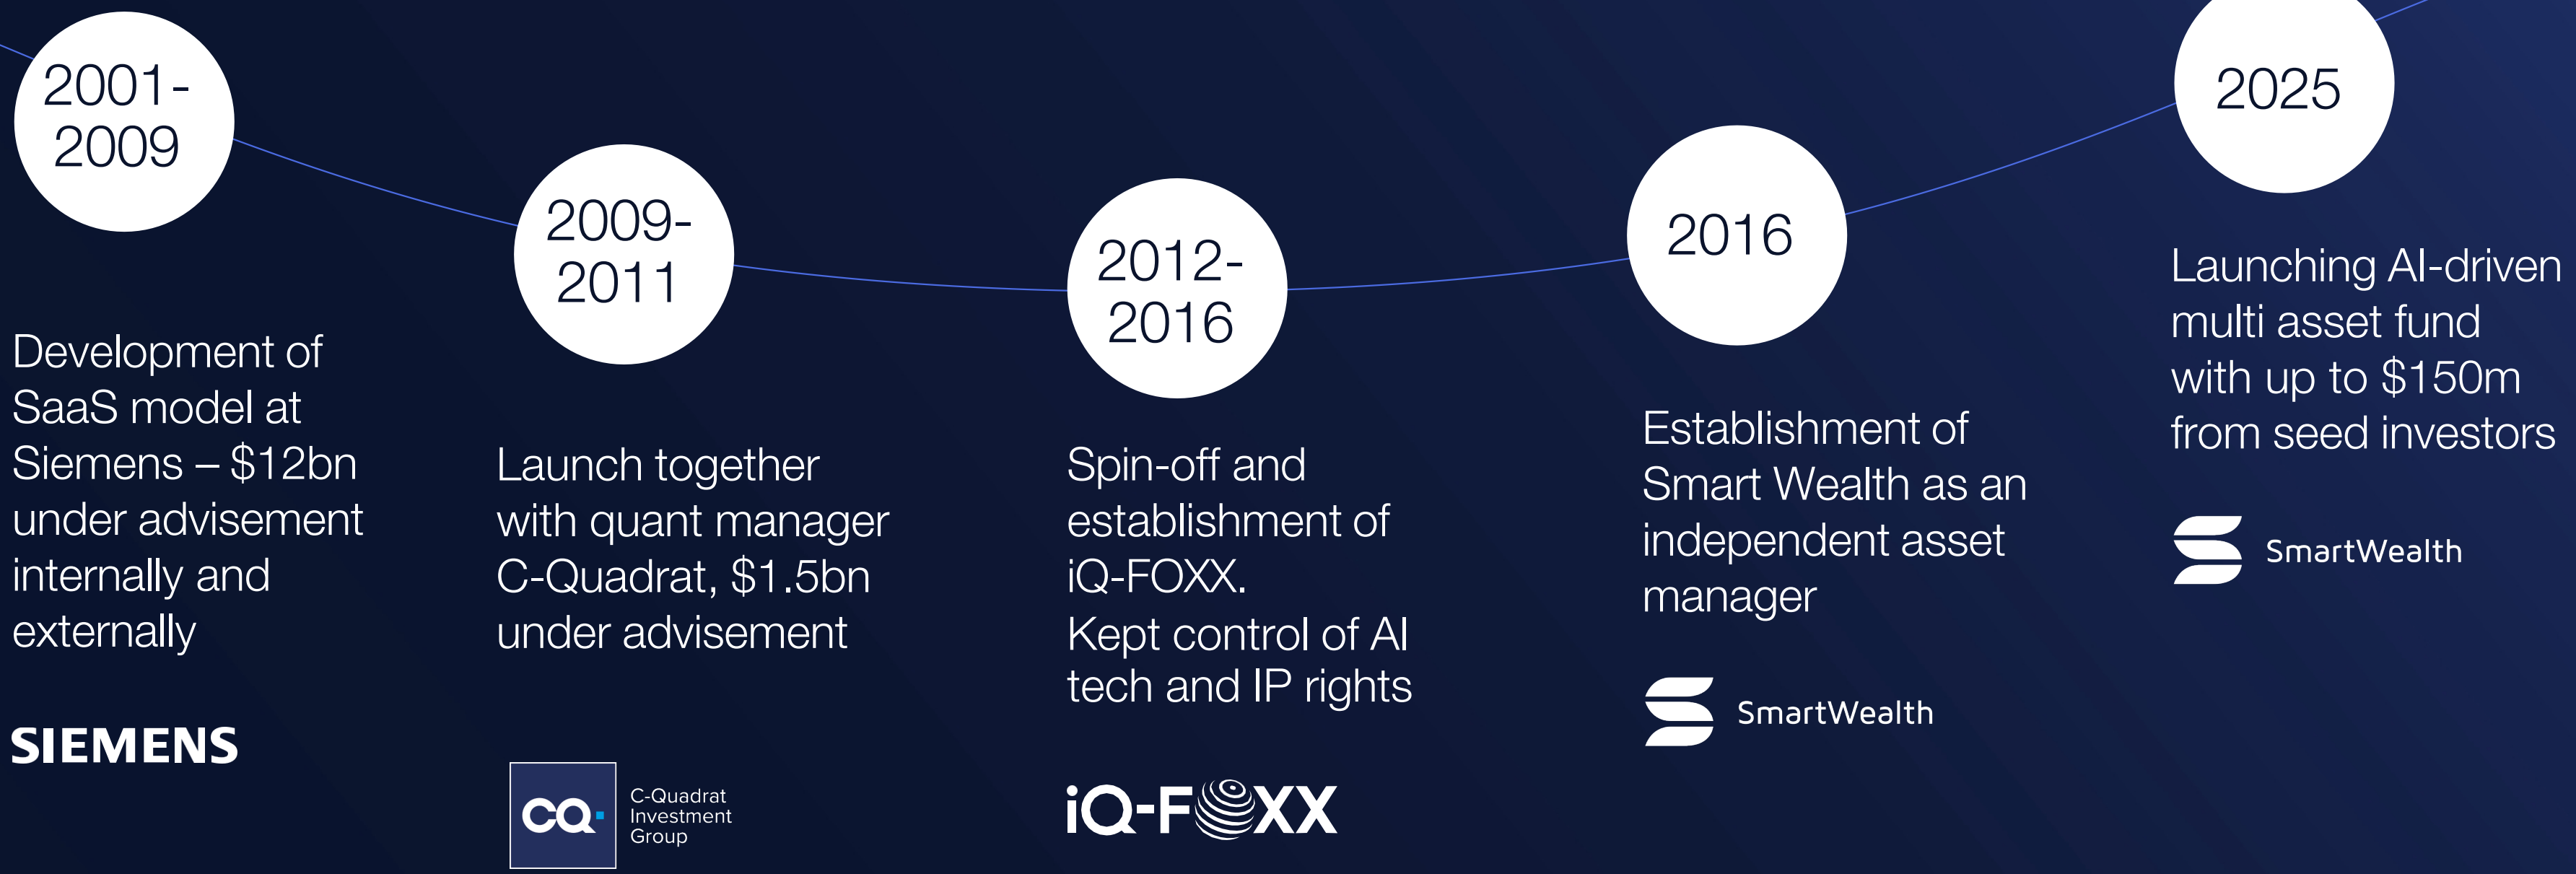 2001-
2009
Development of
SaaS model at
Siemens – $12bn
under advisement
internally and
externally
SIEMENS
2009-
2011
Launch together
with quant manager
C-Quadrat, $1.5bn
under advisement
CQ
C-Quadrat
Investment
Group
2012-
2016
Spin-off and
establishment of
iQ-FOXX.
Kept control of AI
tech and IP rights
iQ-FOXX
2016
Establishment of
Smart Wealth as an
independent asset
manager
SmartWealth
2025
Launching AI-driven
multi asset fund
with up to $150m
from seed investors
SmartWealth